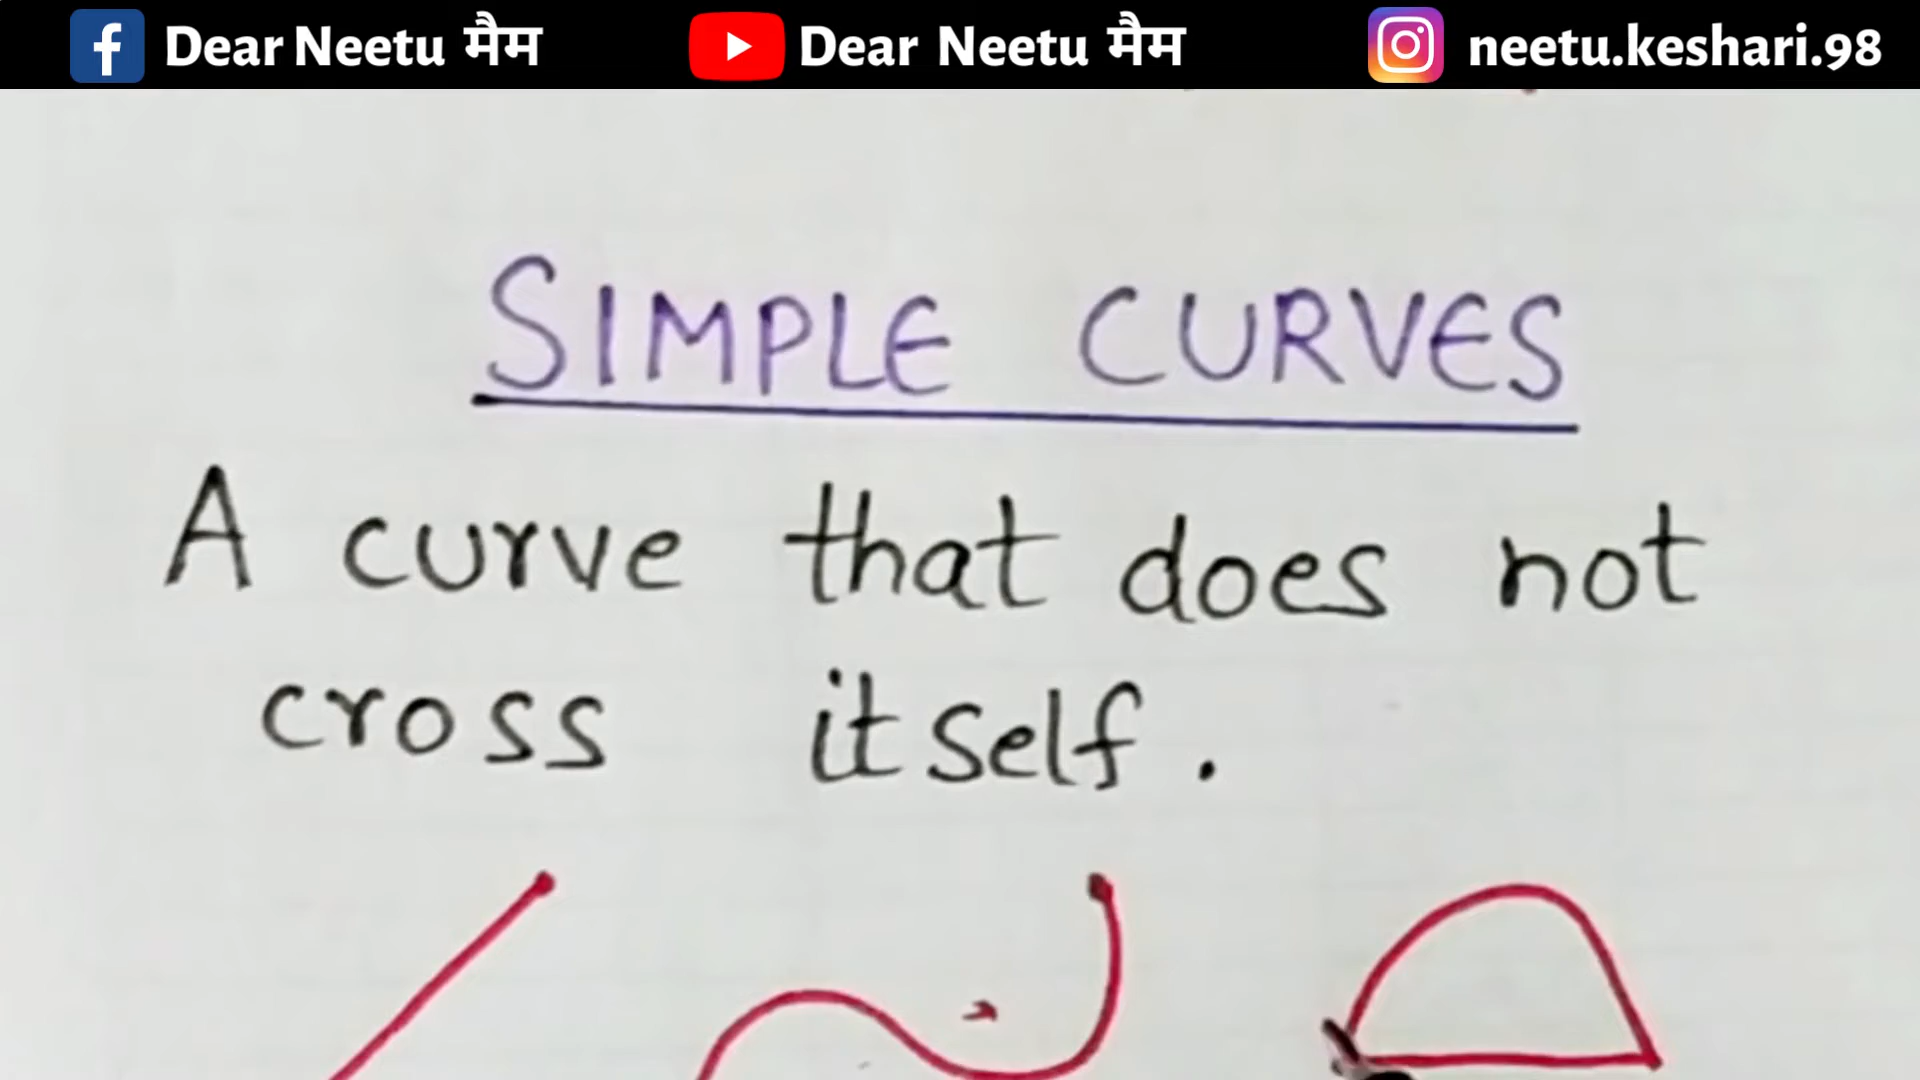 Dear Neetu मैम Dear Neetu मैम neetu.keshari.98
SIMPLE CURVES
A curve that does not
cross itself.